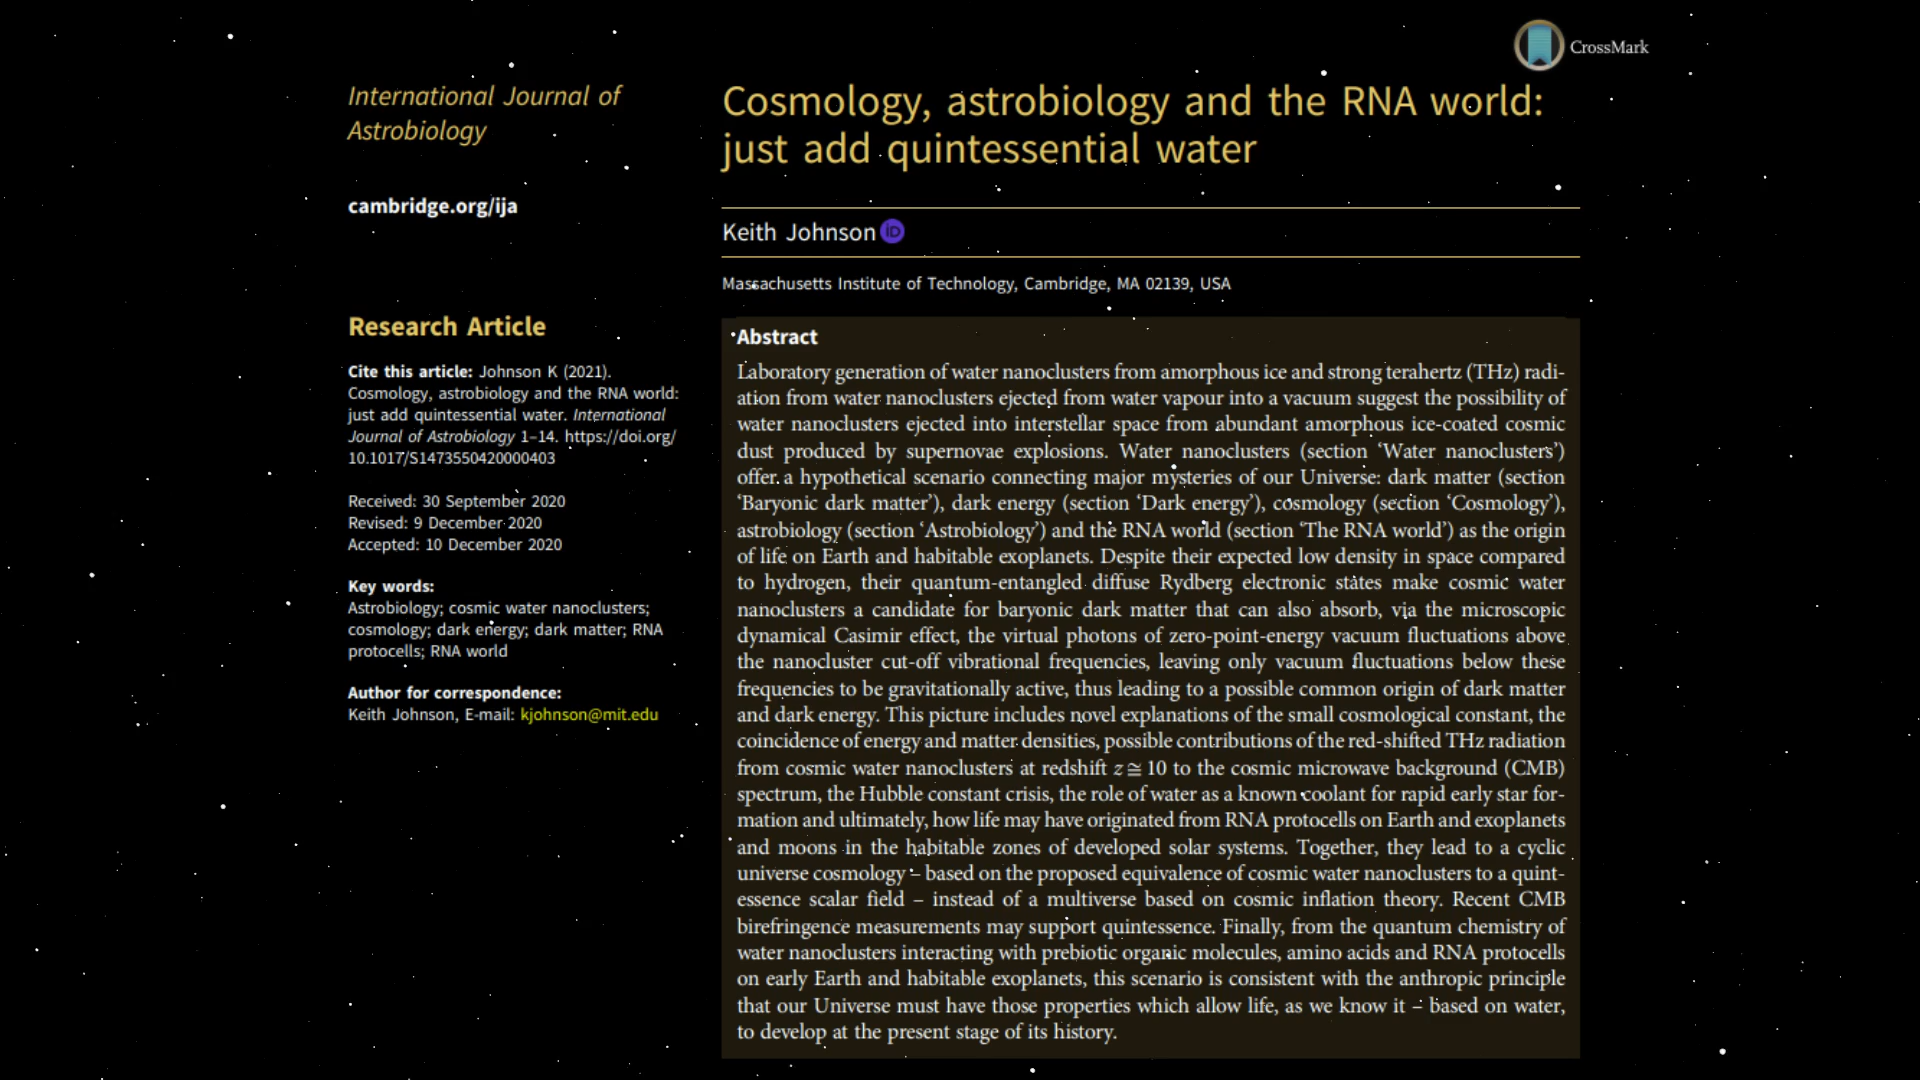 CrossMark
International Journal of
Astrobiology
cambridge.org/ija
Research Article
Cite this article: Johnson K (2021).
Cosmology, astrobiology and the RNA world:
just add quintessential water. International
Journal of Astrobiology 1–14. https://doi.org/
10.1017/S1473550420000403
Received: 30 September 2020
Revised: 9 December 2020
Accepted: 10 December 2020
Key words:
Astrobiology; cosmic water nanoclusters;
cosmology; dark energy; dark matter; RNA
protocells; RNA world
Author for correspondence:
Keith Johnson, E-mail: kjohnson@mit.edu
Cosmology, astrobiology and the RNA world:
just add quintessential water
Keith Johnson iD
Massachusetts Institute of Technology, Cambridge, MA 02139, USA
Abstract
Laboratory generation of water nanoclusters from amorphous ice and strong terahertz (THz) radi-
ation from water nanoclusters ejected from water vapour into a vacuum suggest the possibility of
water nanoclusters ejected into interstellar space from abundant amorphous ice-coated cosmic
dust produced by supernovae explosions. Water nanoclusters (section ‘Water nanoclusters’)
offer a hypothetical scenario connecting major mysteries of our Universe: dark matter (section
‘Baryonic dark matter’), dark energy (section ‘Dark energy’), cosmology (section ‘Cosmology’),
astrobiology (section ‘Astrobiology’) and the RNA world (section ‘The RNA world’) as the origin
of life on Earth and habitable exoplanets. Despite their expected low density in space compared
to hydrogen, their quantum-entangled diffuse Rydberg electronic states make cosmic water
nanoclusters a candidate for baryonic dark matter that can also absorb, via the microscopic
dynamical Casimir effect, the virtual photons of zero-point-energy vacuum fluctuations above
the nanocluster cut-off vibrational frequencies, leaving only vacuum fluctuations below these
frequencies to be gravitationally active, thus leading to a possible common origin of dark matter
and dark energy. This picture includes novel explanations of the small cosmological constant, the
coincidence of energy and matter densities, possible contributions of the red-shifted THz radiation
from cosmic water nanoclusters at redshift z ≅ 10 to the cosmic microwave background (CMB)
spectrum, the Hubble constant crisis, the role of water as a known coolant for rapid early star for-
mation and ultimately, how life may have originated from RNA protocells on Earth and exoplanets
and moons in the habitable zones of developed solar systems. Together, they lead to a cyclic
universe cosmology – based on the proposed equivalence of cosmic water nanoclusters to a quint-
essence scalar field – instead of a multiverse based on cosmic inflation theory. Recent CMB
birefringence measurements may support quintessence. Finally, from the quantum chemistry of
water nanoclusters interacting with prebiotic organic molecules, amino acids and RNA protocells
on early Earth and habitable exoplanets, this scenario is consistent with the anthropic principle
that our Universe must have those properties which allow life, as we know it – based on water,
to develop at the present stage of its history.